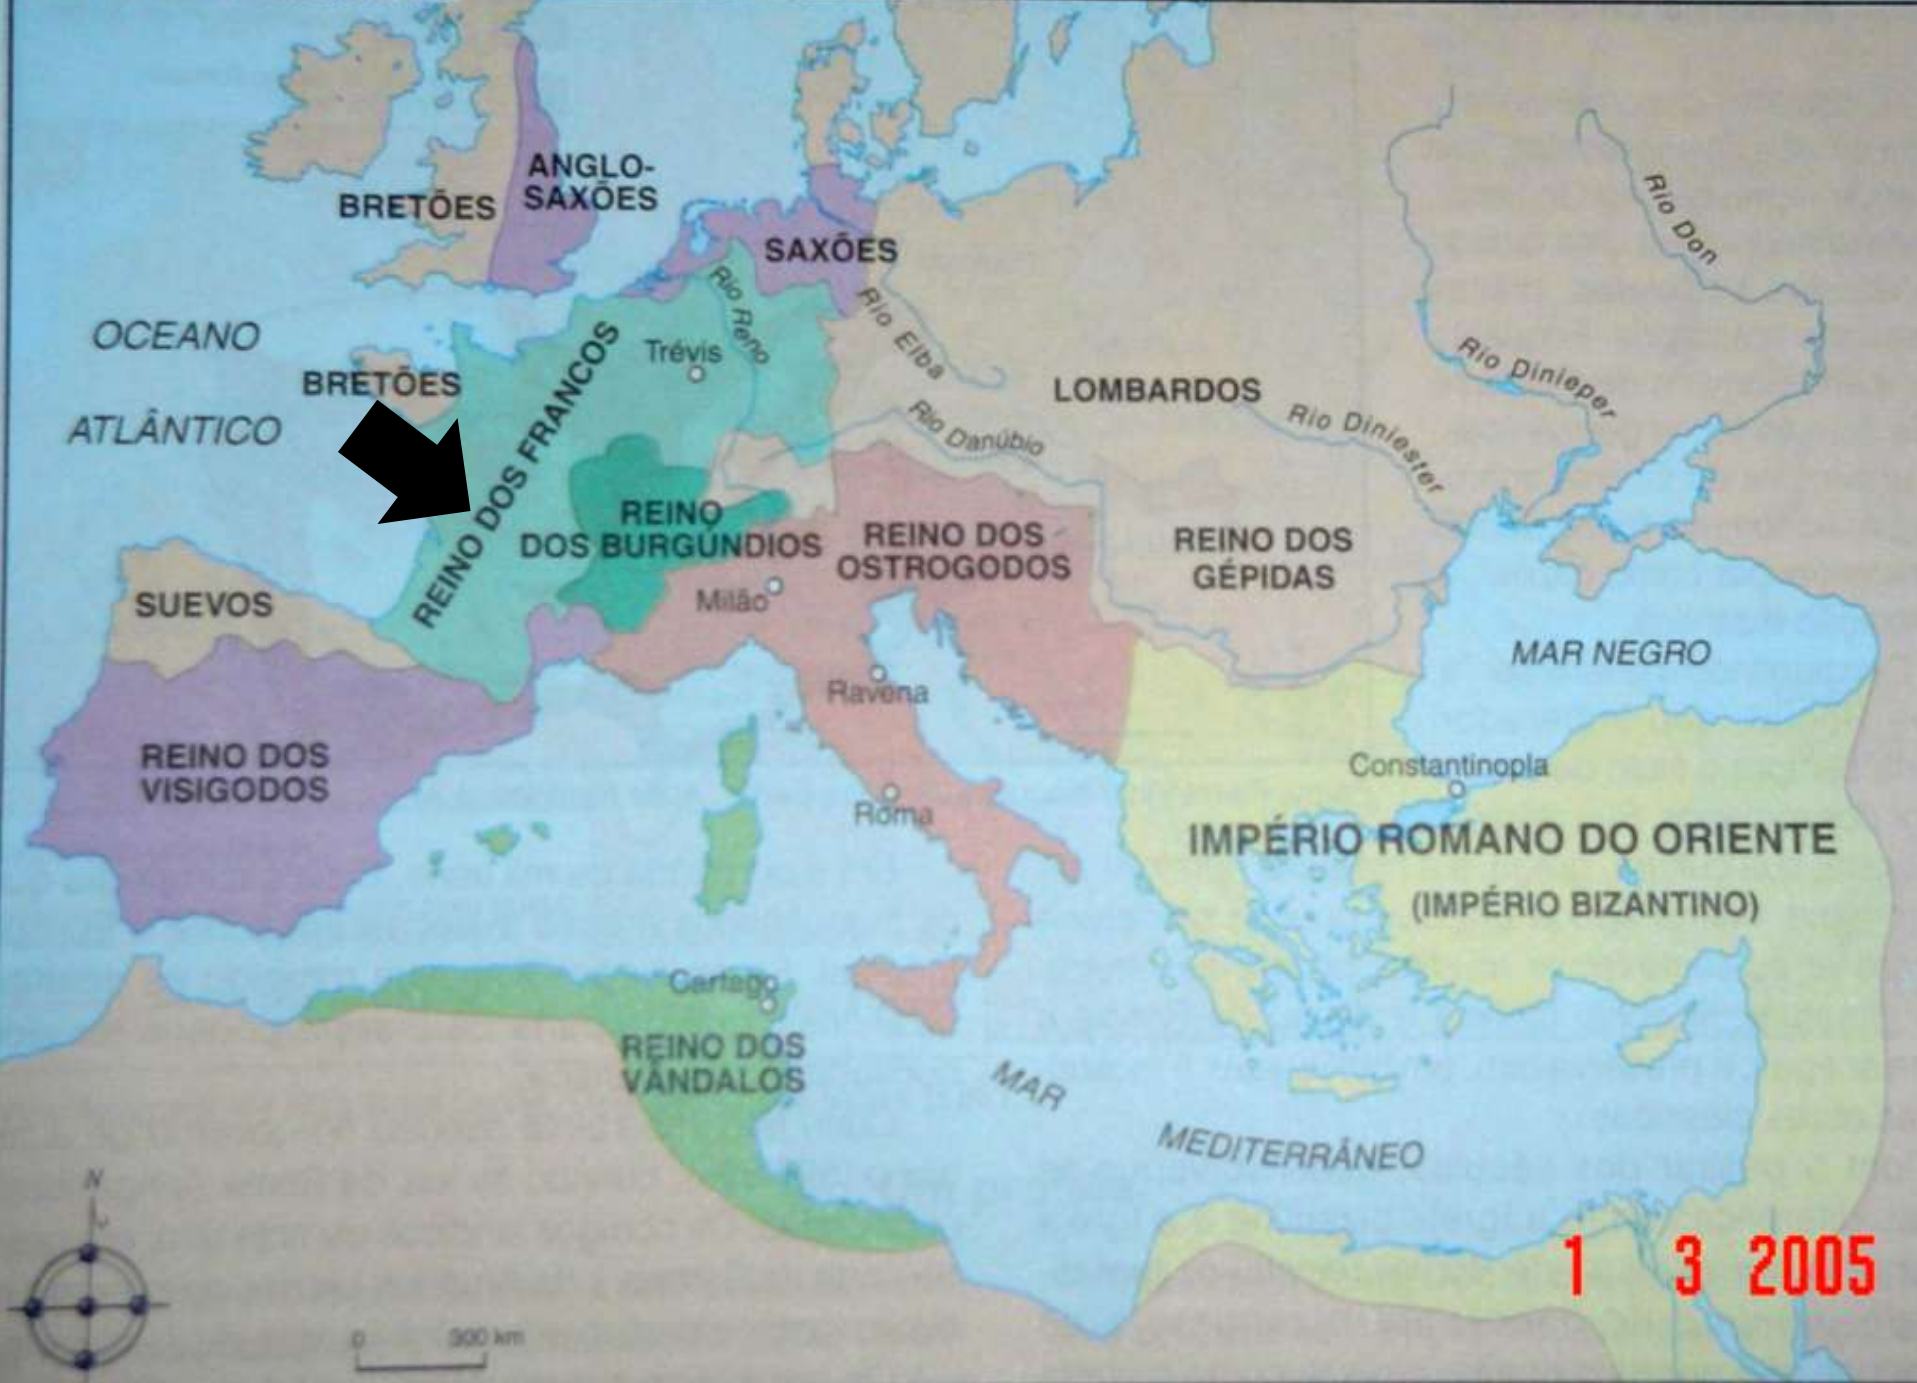 ANGLO-
SAXÕES
BRETÕES
SAXÕES
Rio Don
OCEANO
ATLÂNTICO
BRETÕES
Rio Reno
Trévis
Rio Elba
REINO DOS FRANCOS
LOMBARDOS
Rio Dinieper
Rio Diniester
Rio Danúbio
REINO
DOS BURGÚNDIOS
REINO DOS
OSTROGODOS
REINO DOS
GÉPIDAS
SUEVOS
Milão
MAR NEGRO
Ravena
REINO DOS
VISIGODOS
Roma
Constantinopla
IMPÉRIO ROMANO DO ORIENTE
(IMPÉRIO BIZANTINO)
Cartago
REINO DOS
VÂNDALOS
MAR
MEDITERRÂNEO
N
0 300 km
1 3 2005